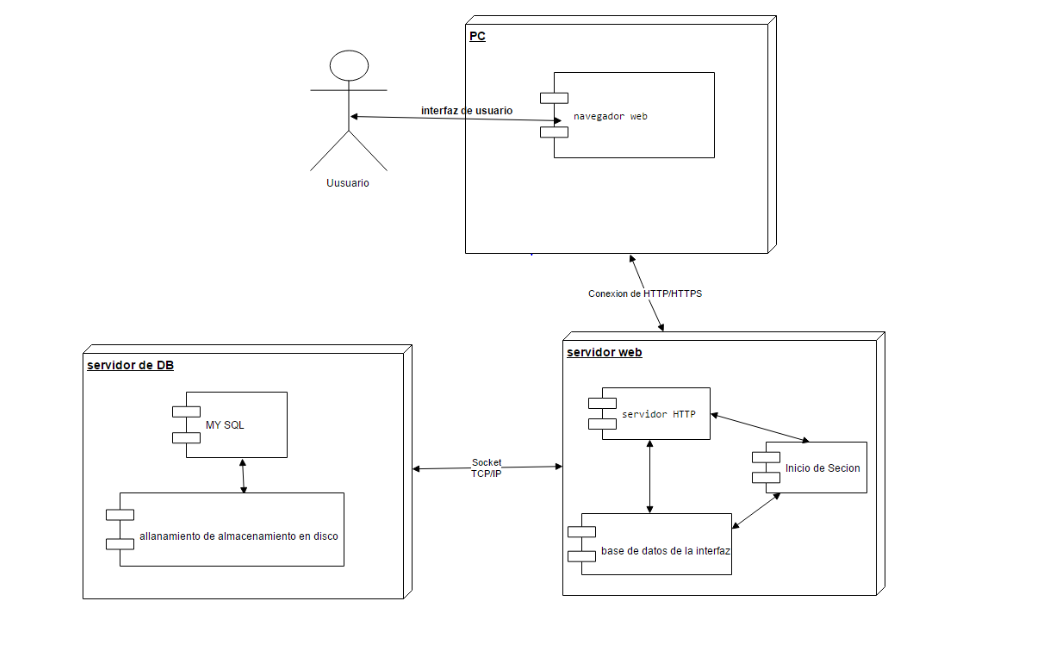 PC
interfaz de usuario
navegador web
Uusuario
Conexion de HTTP/HTTPS
servidor de DB
MY SQL
allanamiento de almacenamiento en disco
Socket
TCP/IP
servidor web
servidor HTTP
Inicio de Secion
base de datos de la interfaz